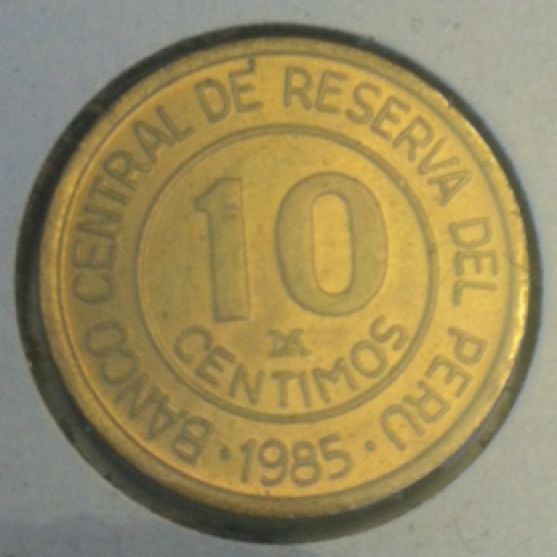 BANCO CENTRAL DE RESERVA DEL PERU
10
CENTIMOS
· 1985 ·